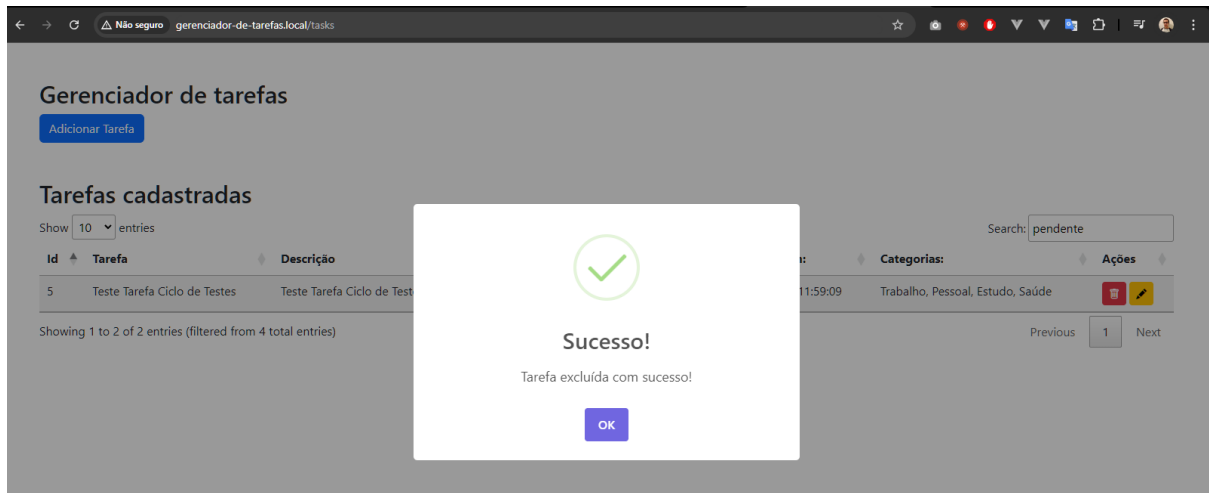 Não seguro gerenciador-de-tarefas.local/tasks
Gerenciador de tarefas
Adicionar Tarefa
Tarefas cadastradas
Show 10 entries
Search: pendente
Id Tarefa Descrição Categorias: Ações
5 Teste Tarefa Ciclo de Testes Teste Tarefa Ciclo de Test 11:59:09 Trabalho, Pessoal, Estudo, Saúde
Showing 1 to 2 of 2 entries (filtered from 4 total entries)
Previous 1 Next
Sucesso!
Tarefa excluída com sucesso!
OK